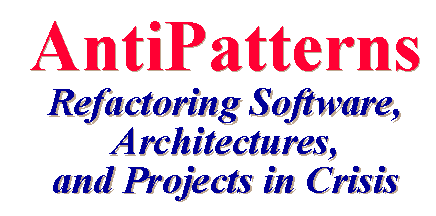 AntiPatterns
Refactoring Software,
Architectures,
and Projects in Crisis